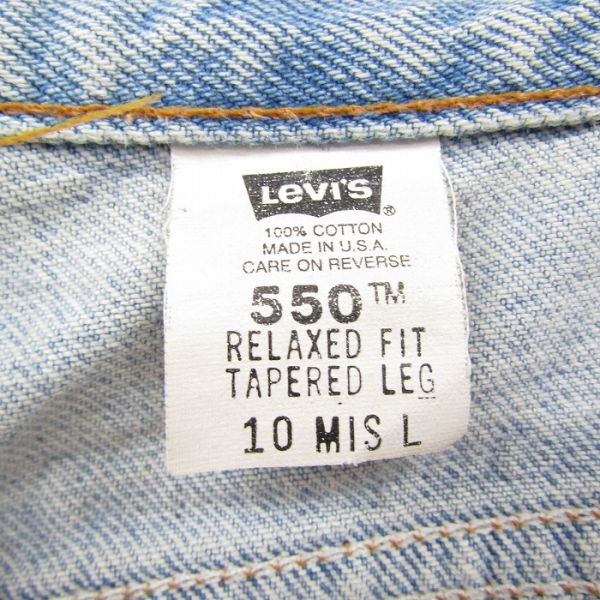 Levi's ®
100% COTTON
MADE IN U.S.A.
CARE ON REVERSE
550™
RELAXED FIT
TAPERED LEG
10 MIS L